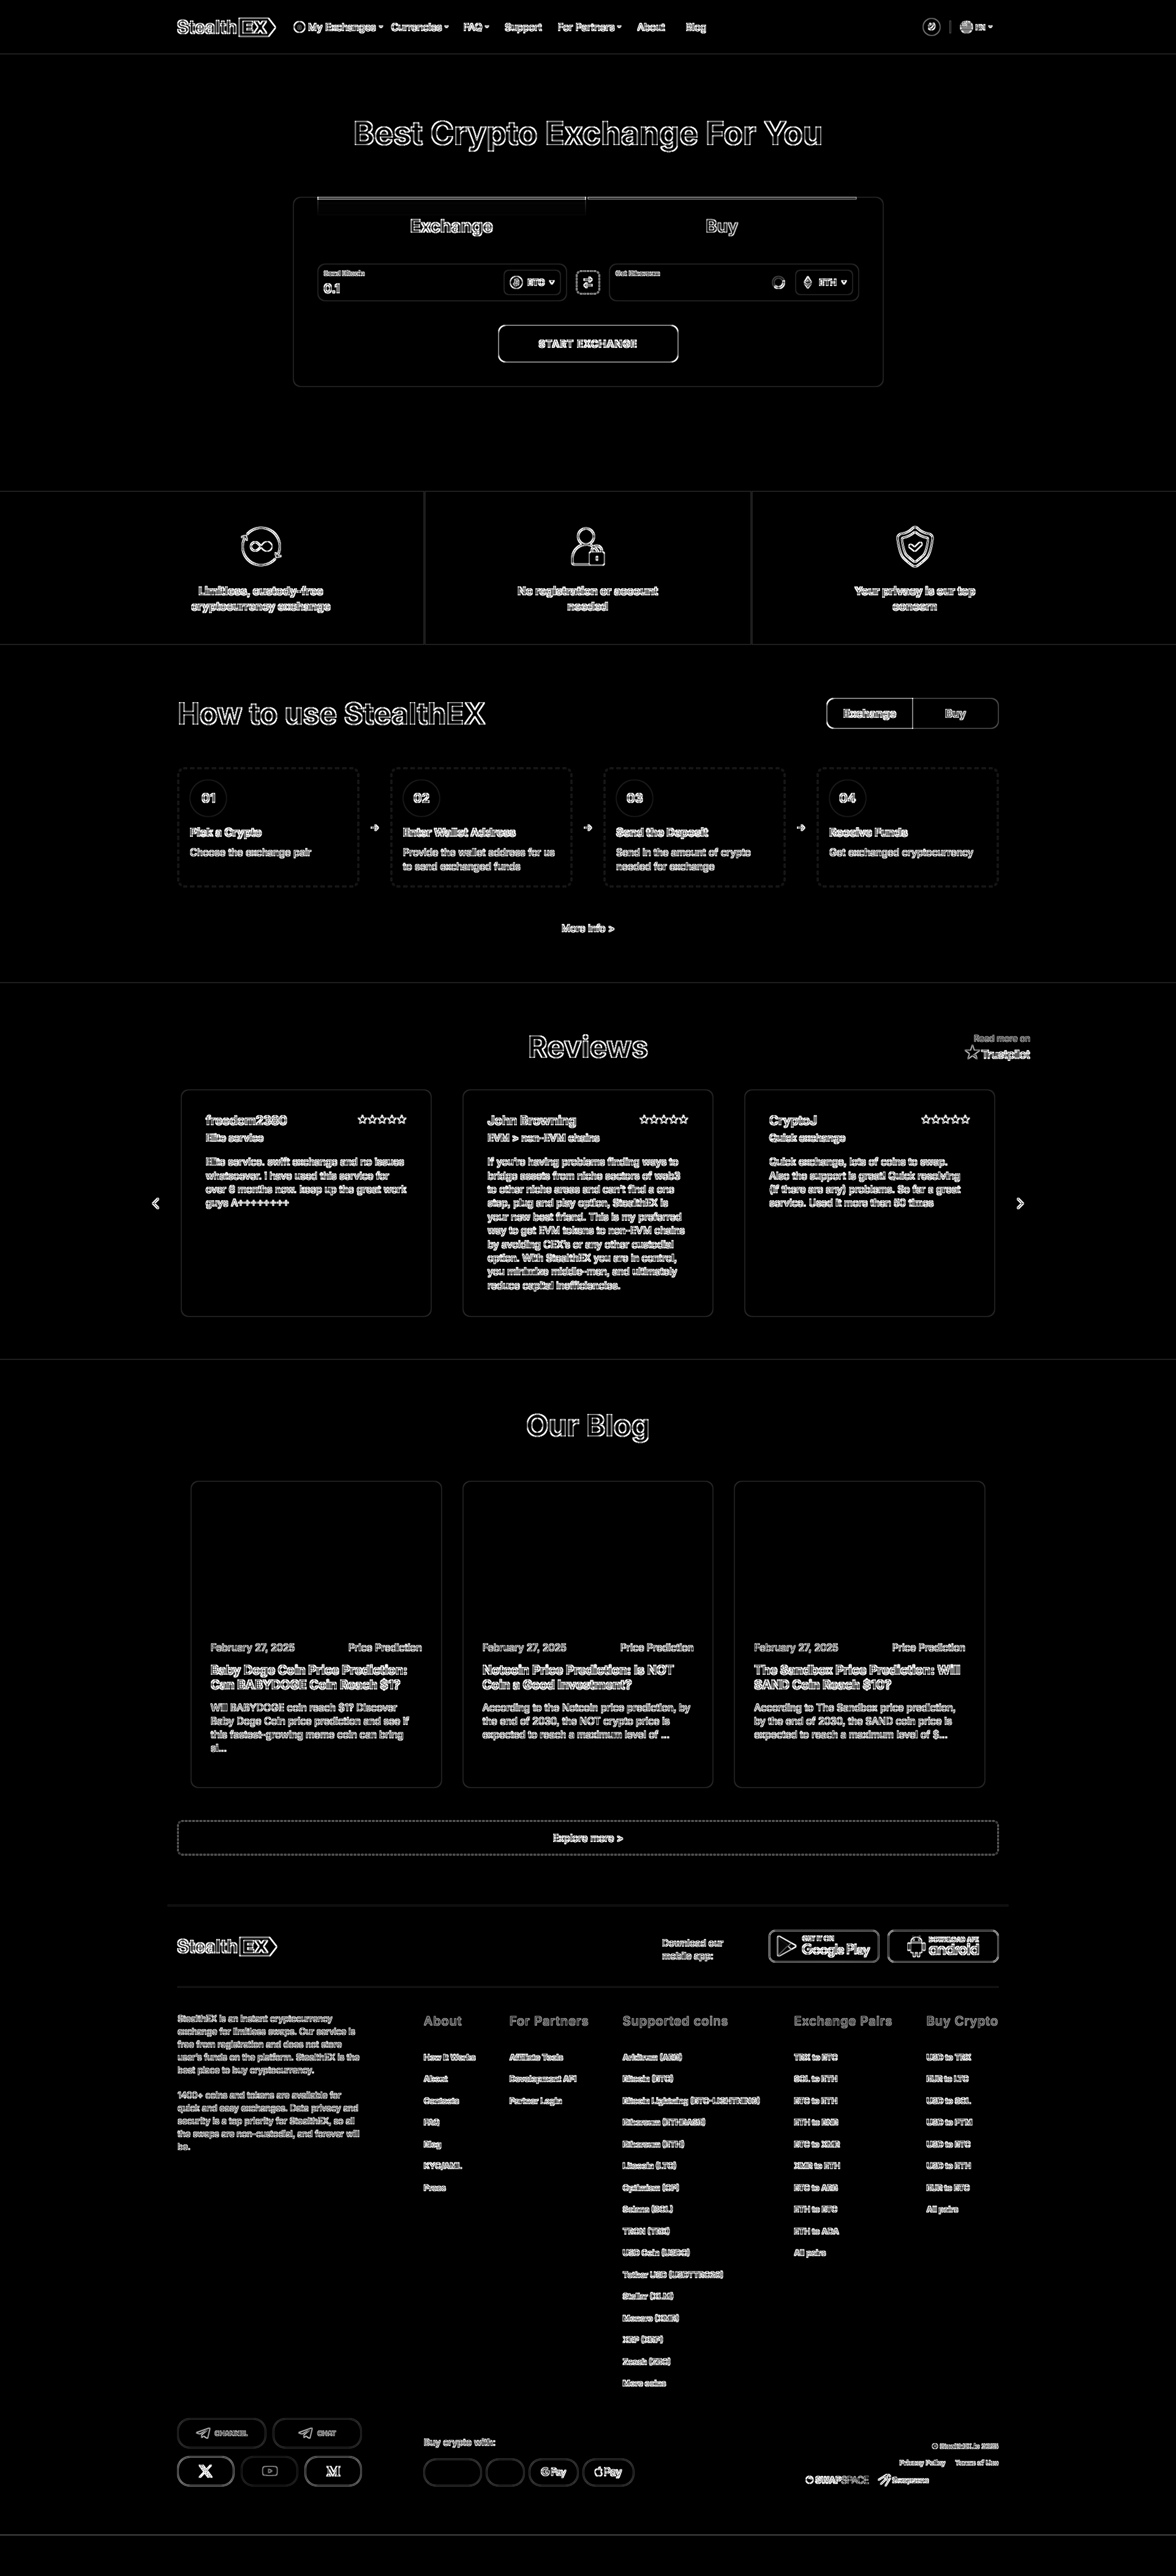 StealthEX
My Exchanges
Currencies
FAQ
Support
For Partners
About
Blog
EN
Best Crypto Exchange For You
Exchange
Buy
Send Bitcoin
0.1
BTC
Get Ethereum
ETH
START EXCHANGE
Limitless, custody-free
cryptocurrency exchange
No registration or account
needed
Your privacy is our top
concern
How to use StealthEX
Exchange
Buy
01
Pick a Crypto
Choose the exchange pair
02
Enter Wallet Address
Provide the wallet address for us
to send exchanged funds
03
Send the Deposit
Send in the amount of crypto
needed for exchange
04
Receive Funds
Get exchanged cryptocurrency
More info >
Reviews
Read more on
Trustpilot
Elite service
Elite service. swift exchange and no issues
whatsoever. I have used this service for
over 6 months now. keep up the great work
guys A++++++++
John Browning
EVM > non-EVM chains
If you're having problems finding ways to
bridge assets from niche sectors of web3
to other niche areas and can't find a one
stop, plug and play option, StealthEX is
your new best friend. This is my preferred
way to get EVM tokens to non-EVM chains
by avoiding CEX's or any other custodial
option. With StealthEX you are in control,
you minimize middle-men, and ultimately
reduce capital inefficiencies.
CryptoJ
Quick exchange
Quick exchange, lots of coins to swap.
Also the support is great! Quick resolving
(if there are any) problems. So far a great
service. Used it more than 50 times
Our Blog
February 27, 2025
Price Prediction
Baby Doge Coin Price Prediction:
Can BABYDOGE Coin Reach $1?
Will BABYDOGE coin reach $1? Discover
Baby Doge Coin price prediction and see if
this fastest-growing meme coin can bring
si...
February 27, 2025
Price Prediction
Notcoin Price Prediction: Is NOT
Coin a Good Investment?
According to the Notcoin price prediction, by
the end of 2030, the NOT crypto price is
expected to reach a maximum level of ...
February 27, 2025
Price Prediction
The Sandbox Price Prediction: Will
SAND Coin Reach $10?
According to The Sandbox price prediction,
by the end of 2030, the SAND coin price is
expected to reach a maximum level of $...
Explore more >
StealthEX
Download our
mobile app:
GET IT ON
Google Play
DOWNLOAD APK
android
StealthEX is an instant cryptocurrency
exchange for limitless swaps. Our service is
free from registration and does not store
user's funds on the platform. StealthEX is the
best place to buy cryptocurrency.
1400+ coins and tokens are available for
quick and easy exchanges. Data privacy and
security is a top priority for StealthEX, so all
the swaps are non-custodial, and forever will
be.
About
How It Works
About
Contacts
FAQ
Blog
KYC/AML
Press
For Partners
Affiliate Tools
Development API
Partner Login
Supported coins
Arbitrum (ARB)
Bitcoin (BTC)
Bitcoin Lightning (BTC-LIGHTNING)
Ethereum (ETHBASE)
Ethereum (ETH)
Litecoin (LTC)
Optimism (OP)
Solana (SOL)
TRON (TRX)
USD Coin (USDC)
Tether USD (USDTTRC20)
Stellar (XLM)
Monero (XMR)
XRP (XRP)
Zcash (ZEC)
More coins
Exchange Pairs
TRX to BTC
SOL to ETH
BTC to ETH
ETH to BNB
BTC to XMR
XMR to ETH
BTC to ARB
ETH to BTC
ETH to ADA
All pairs
Buy Crypto
USD to TRX
EUR to LTC
USD to SOL
USD to FTM
USD to BTC
USD to ETH
EUR to BTC
All pairs
CHANNEL
CHAT
Buy crypto with:
G Pay
Pay
© StealthEX.io 2025
Privacy Policy
Terms of Use
SWAPSPACE